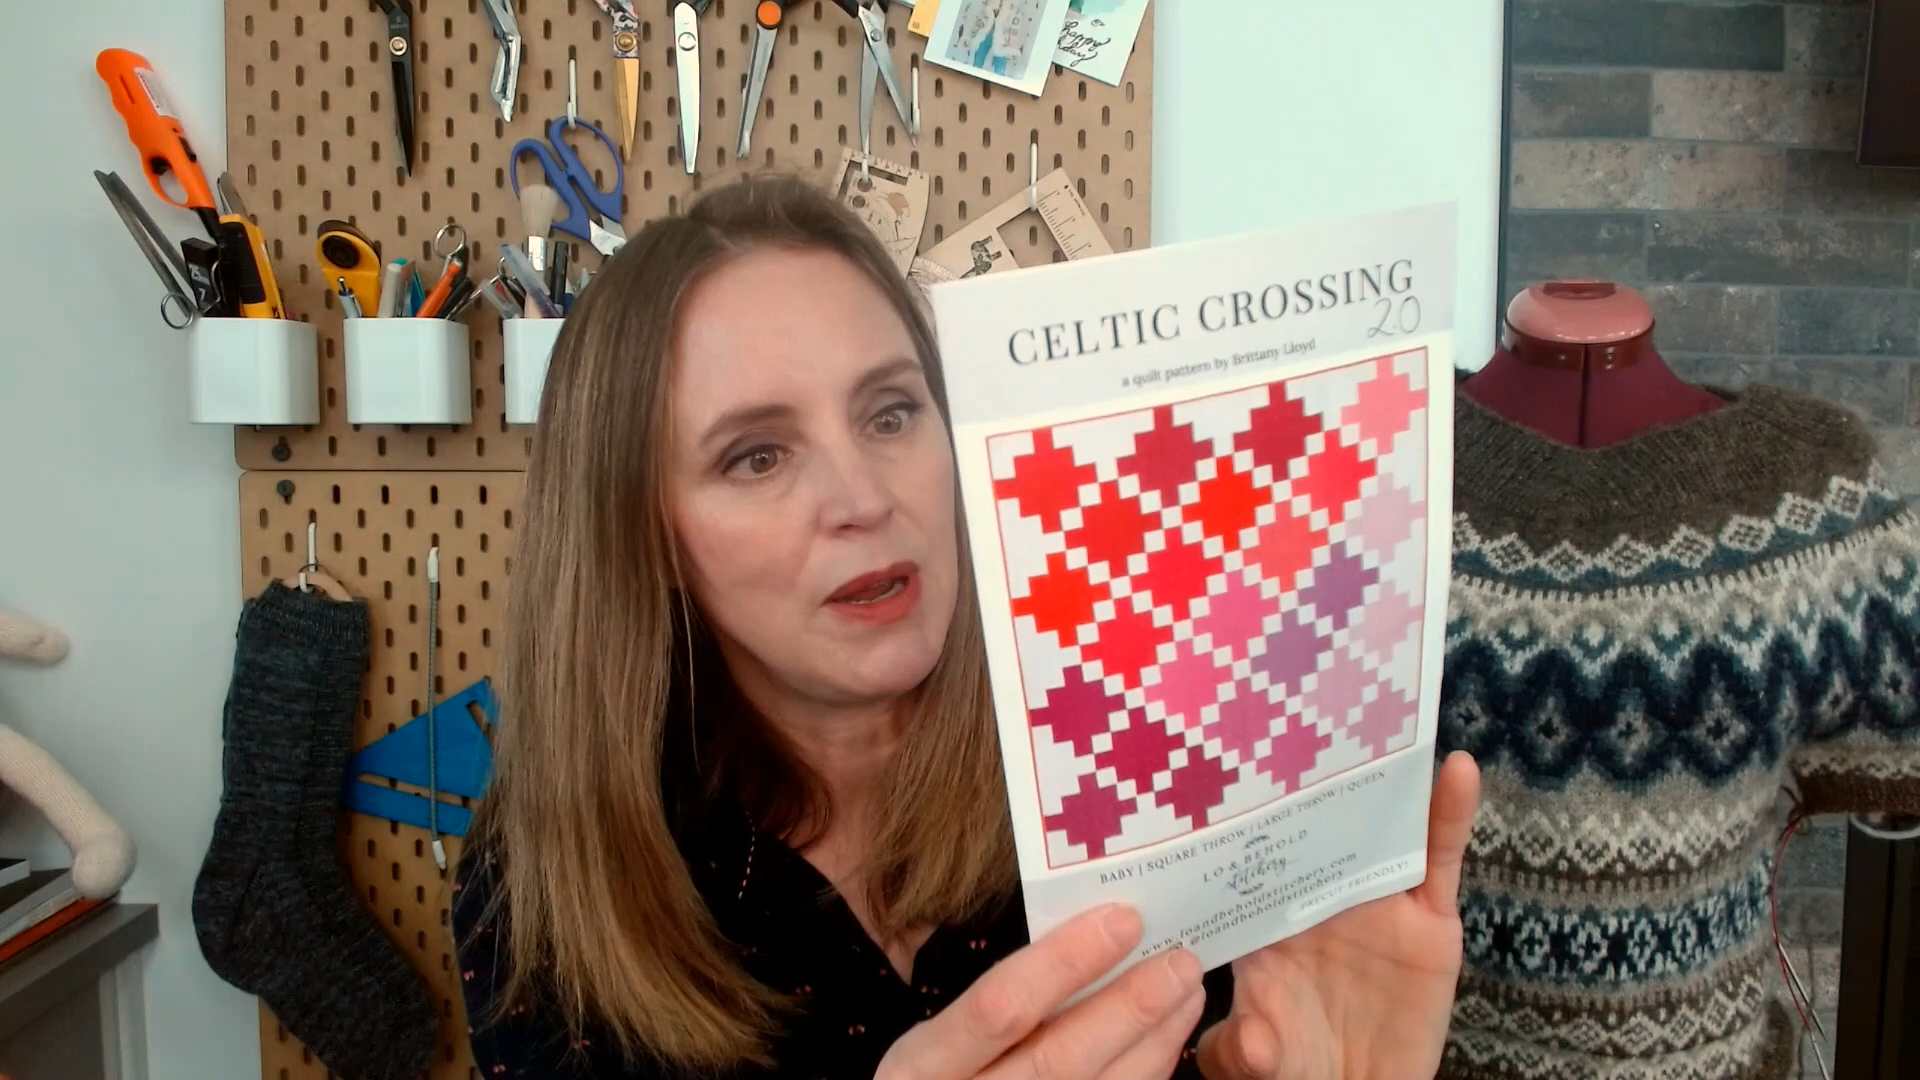 CELTIC CROSSING
2.0
a quilt pattern by Brittany Lloyd
BABY | SQUARE THROW | LARGE THROW | QUEEN
LO & BEHOLD
Stitchery
www.loandbeholdstitchery.com
@loandbeholdstitchery
PRECUT FRIENDLY!